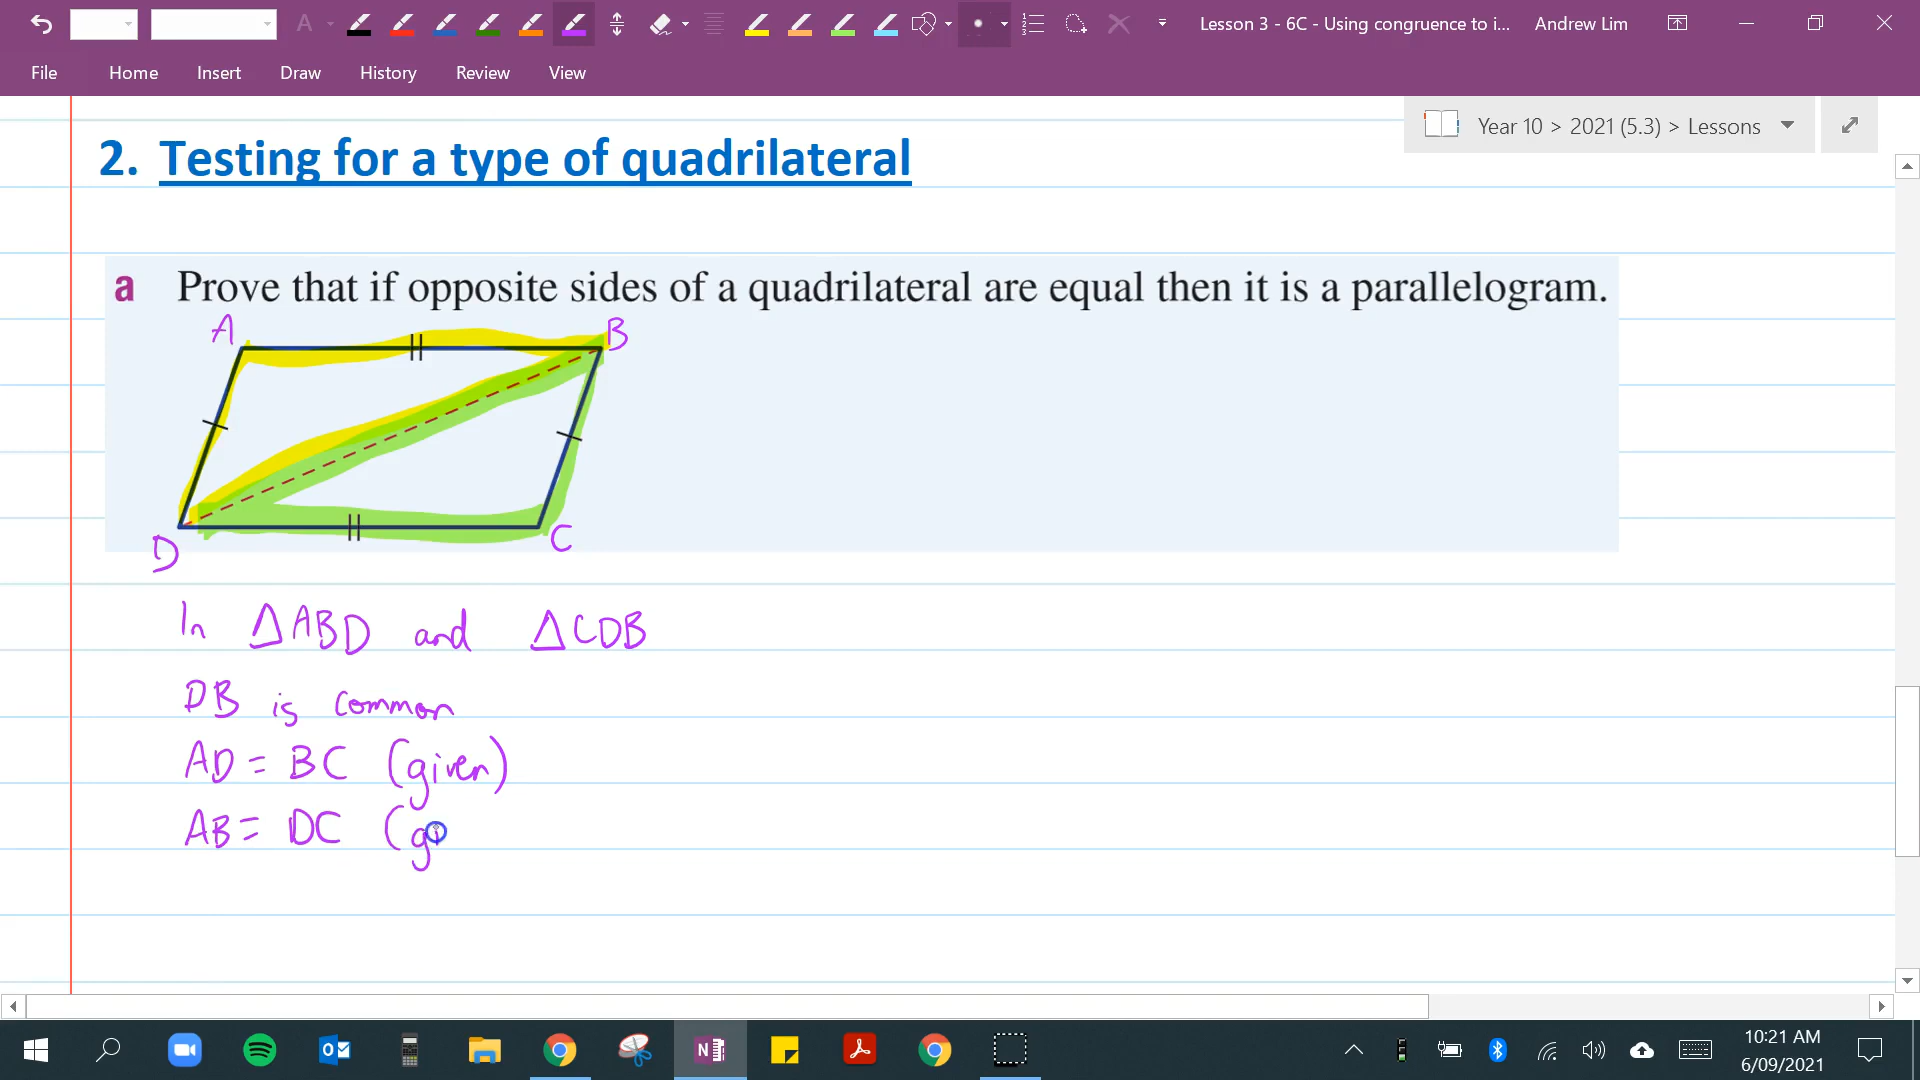 Lesson 3 - 6C - Using congruence to i...
Andrew Lim
File Home Insert Draw History Review View
Year 10 > 2021 (5.3) > Lessons
2. Testing for a type of quadrilateral
a Prove that if opposite sides of a quadrilateral are equal then it is a parallelogram.
A
B
D
C
In ΔABD and ΔCDB
DB is common
AD = BC (given)
AB = DC (gi
10:21 AM
6/09/2021